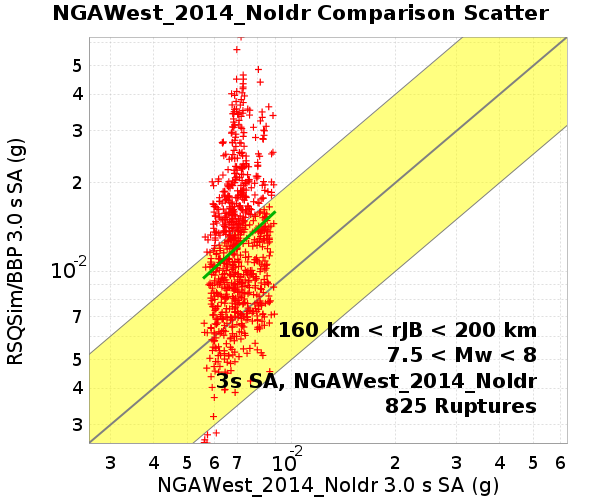 NGAWest_2014_NoIdr Comparison Scatter
RSQSim/BBP 3.0 s SA (g)
5
4
3
2
10-2
7
5
4
3
160 km < rJB < 200 km
7.5 < Mw < 8
3s SA, NGAWest_2014_NoIdr
825 Ruptures
3 4 5 6 7 10-2 2 3 4 5 6
NGAWest_2014_NoIdr 3.0 s SA (g)